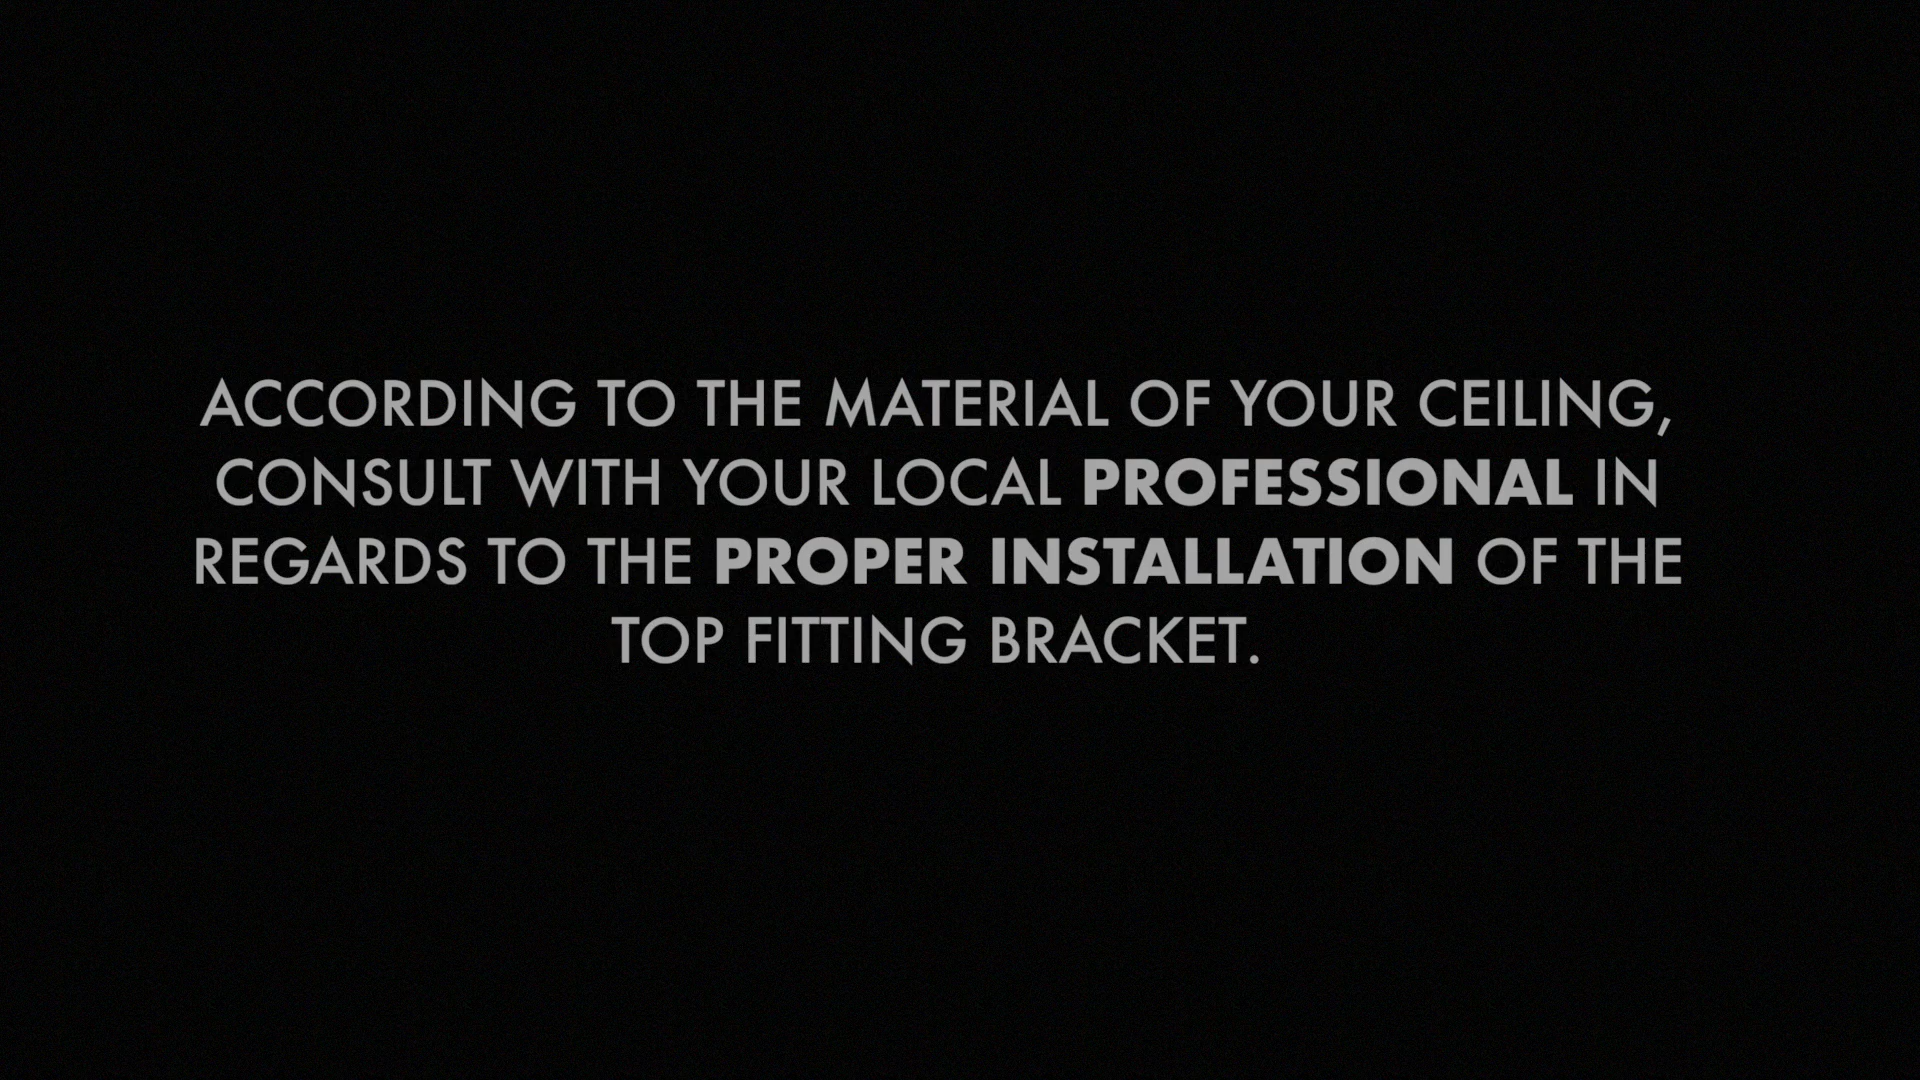 ACCORDING TO THE MATERIAL OF YOUR CEILING,
CONSULT WITH YOUR LOCAL PROFESSIONAL IN
REGARDS TO THE PROPER INSTALLATION OF THE
TOP FITTING BRACKET.